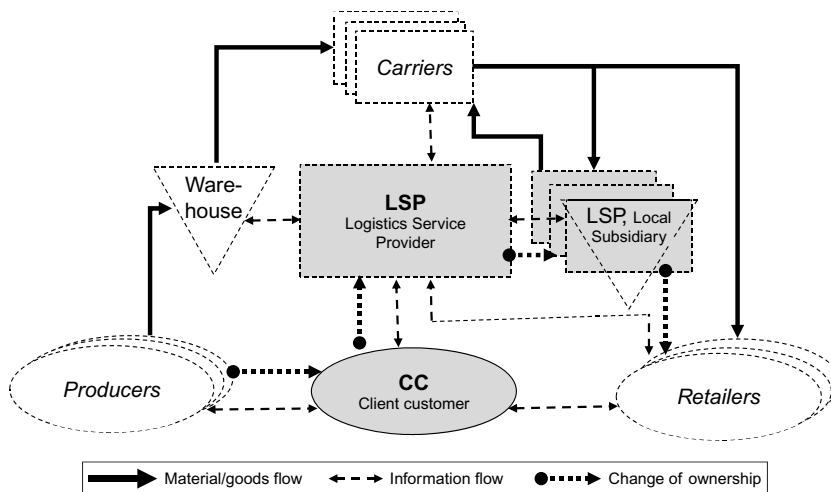 Carriers
Ware-
house
LSP
Logistics Service
Provider
LSP, Local
Subsidiary
Producers
CC
Client customer
Retailers
Material/goods flow
Information flow
Change of ownership